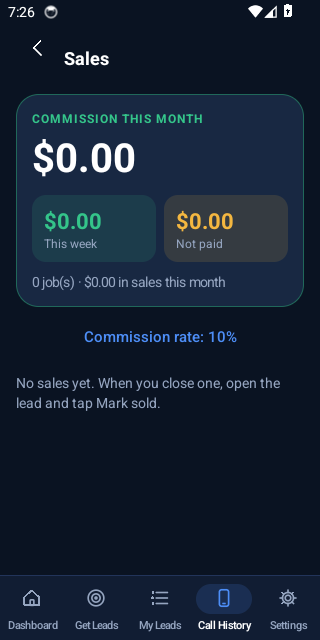 7:26
Sales
COMMISSION THIS MONTH
$0.00
$0.00
This week
$0.00
Not paid
0 job(s) · $0.00 in sales this month
Commission rate: 10%
No sales yet. When you close one, open the
lead and tap Mark sold.
Dashboard
Get Leads
My Leads
Call History
Settings